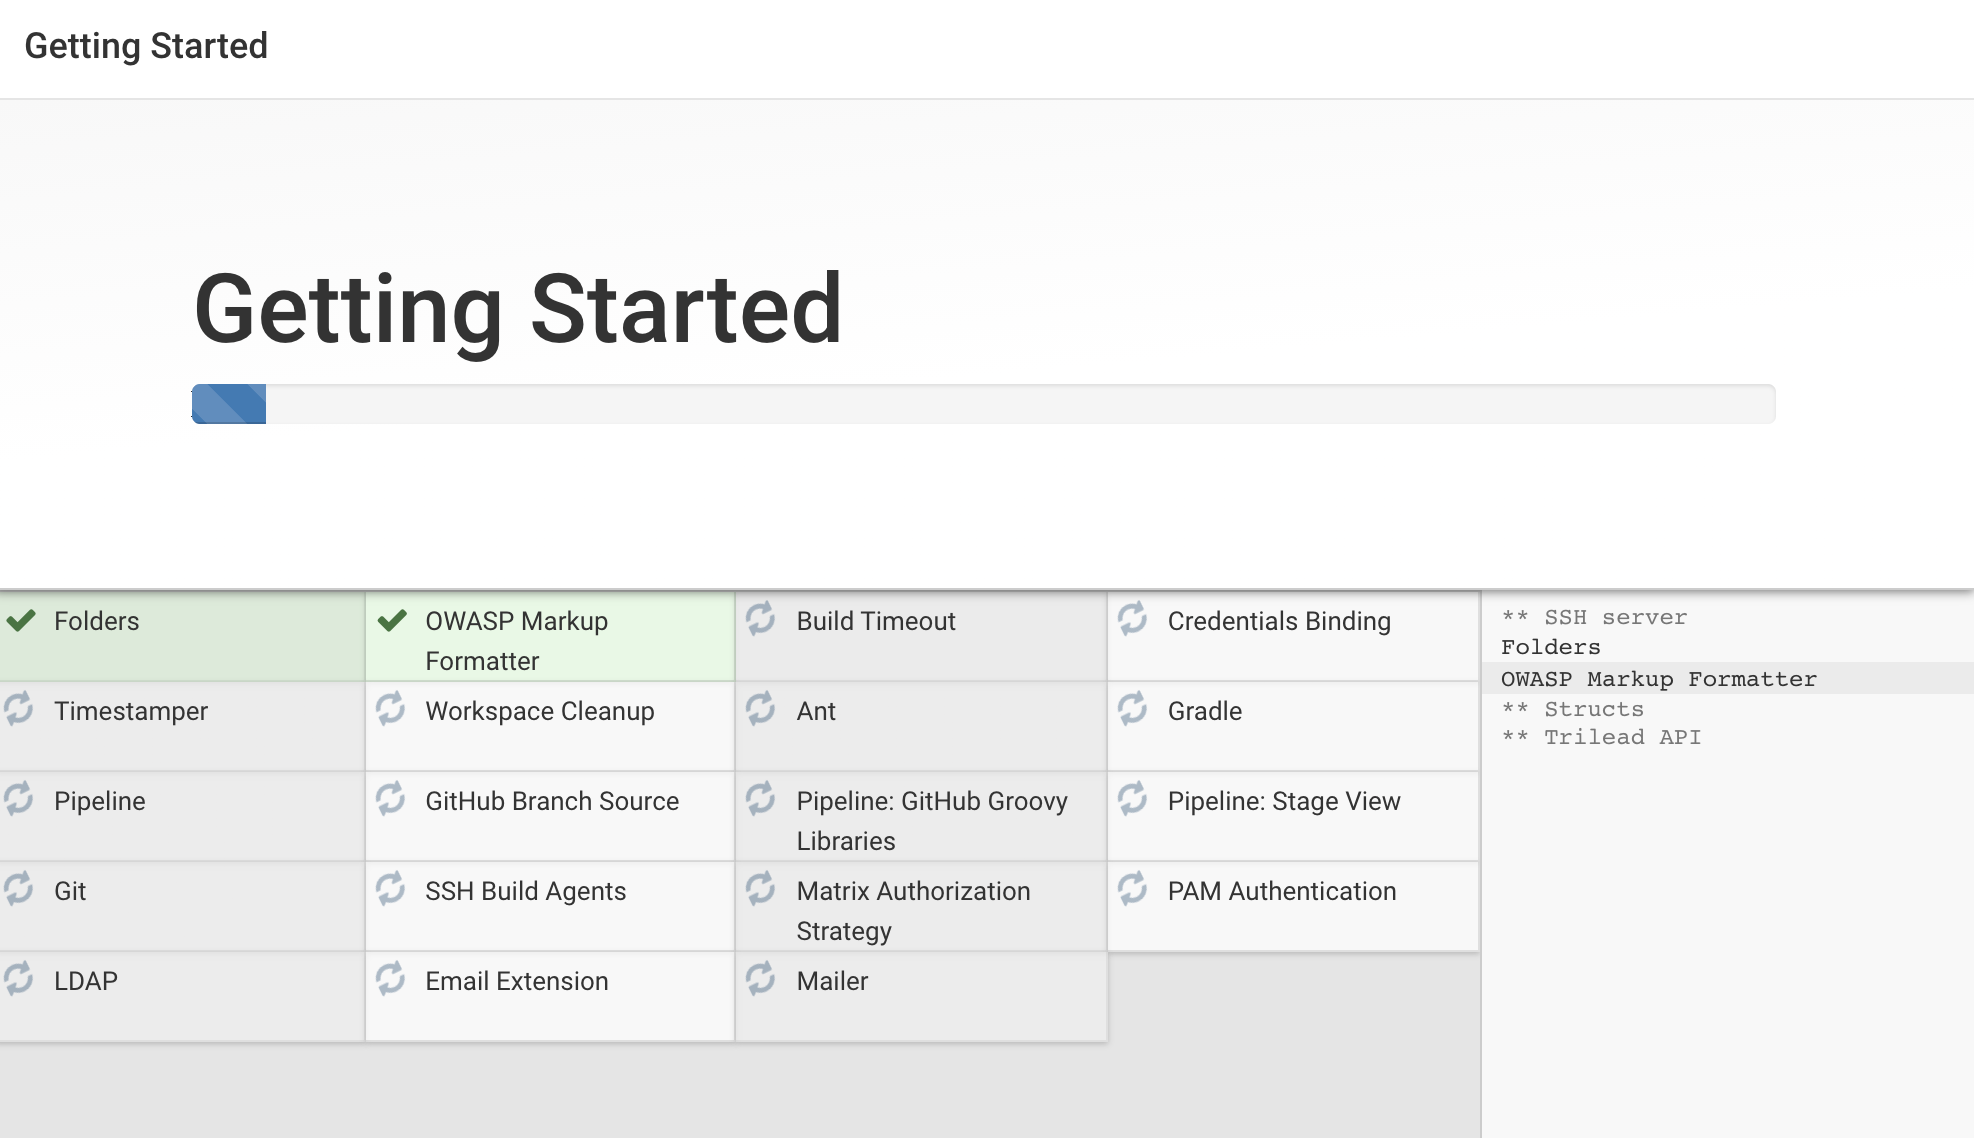 Getting Started
Getting Started
Folders
OWASP Markup
Formatter
Build Timeout
Credentials Binding
Timestamper
Workspace Cleanup
Ant
Gradle
Pipeline
GitHub Branch Source
Pipeline: GitHub Groovy
Libraries
Pipeline: Stage View
Git
SSH Build Agents
Matrix Authorization
Strategy
PAM Authentication
LDAP
Email Extension
Mailer
** SSH server
Folders
OWASP Markup Formatter
** Structs
** Trilead API